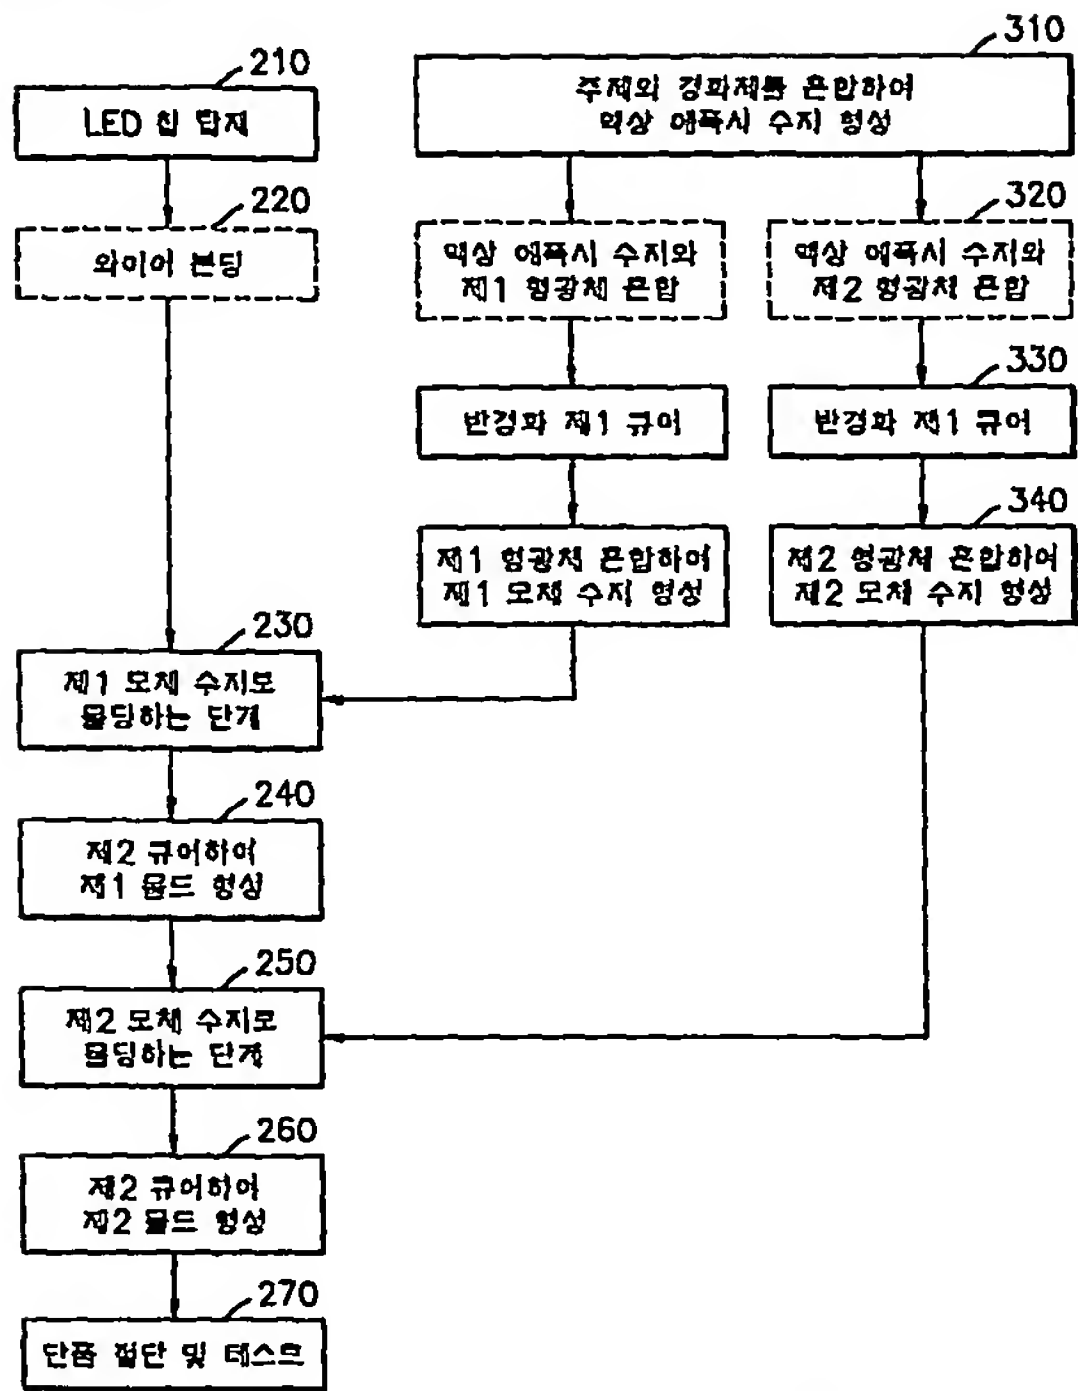 210
LED 칩 탑재
220
와이어 본딩
310
주제와 경화제를 혼합하여
액상 에폭시 수지 형성
320
액상 에폭시 수지와
제1 형광체 혼합
액상 에폭시 수지와
제2 형광체 혼합
330
반경화 제1 큐어
반경화 제1 큐어
340
제1 형광체 혼합하여
제1 모체 수지 형성
제2 형광체 혼합하여
제2 모체 수지 형성
230
제1 모체 수지로
몰딩하는 단계
240
제2 큐어하여
제1 몰드 형성
250
제2 모체 수지로
몰딩하는 단계
260
제2 큐어하여
제2 몰드 형성
270
단품 절단 및 테스트